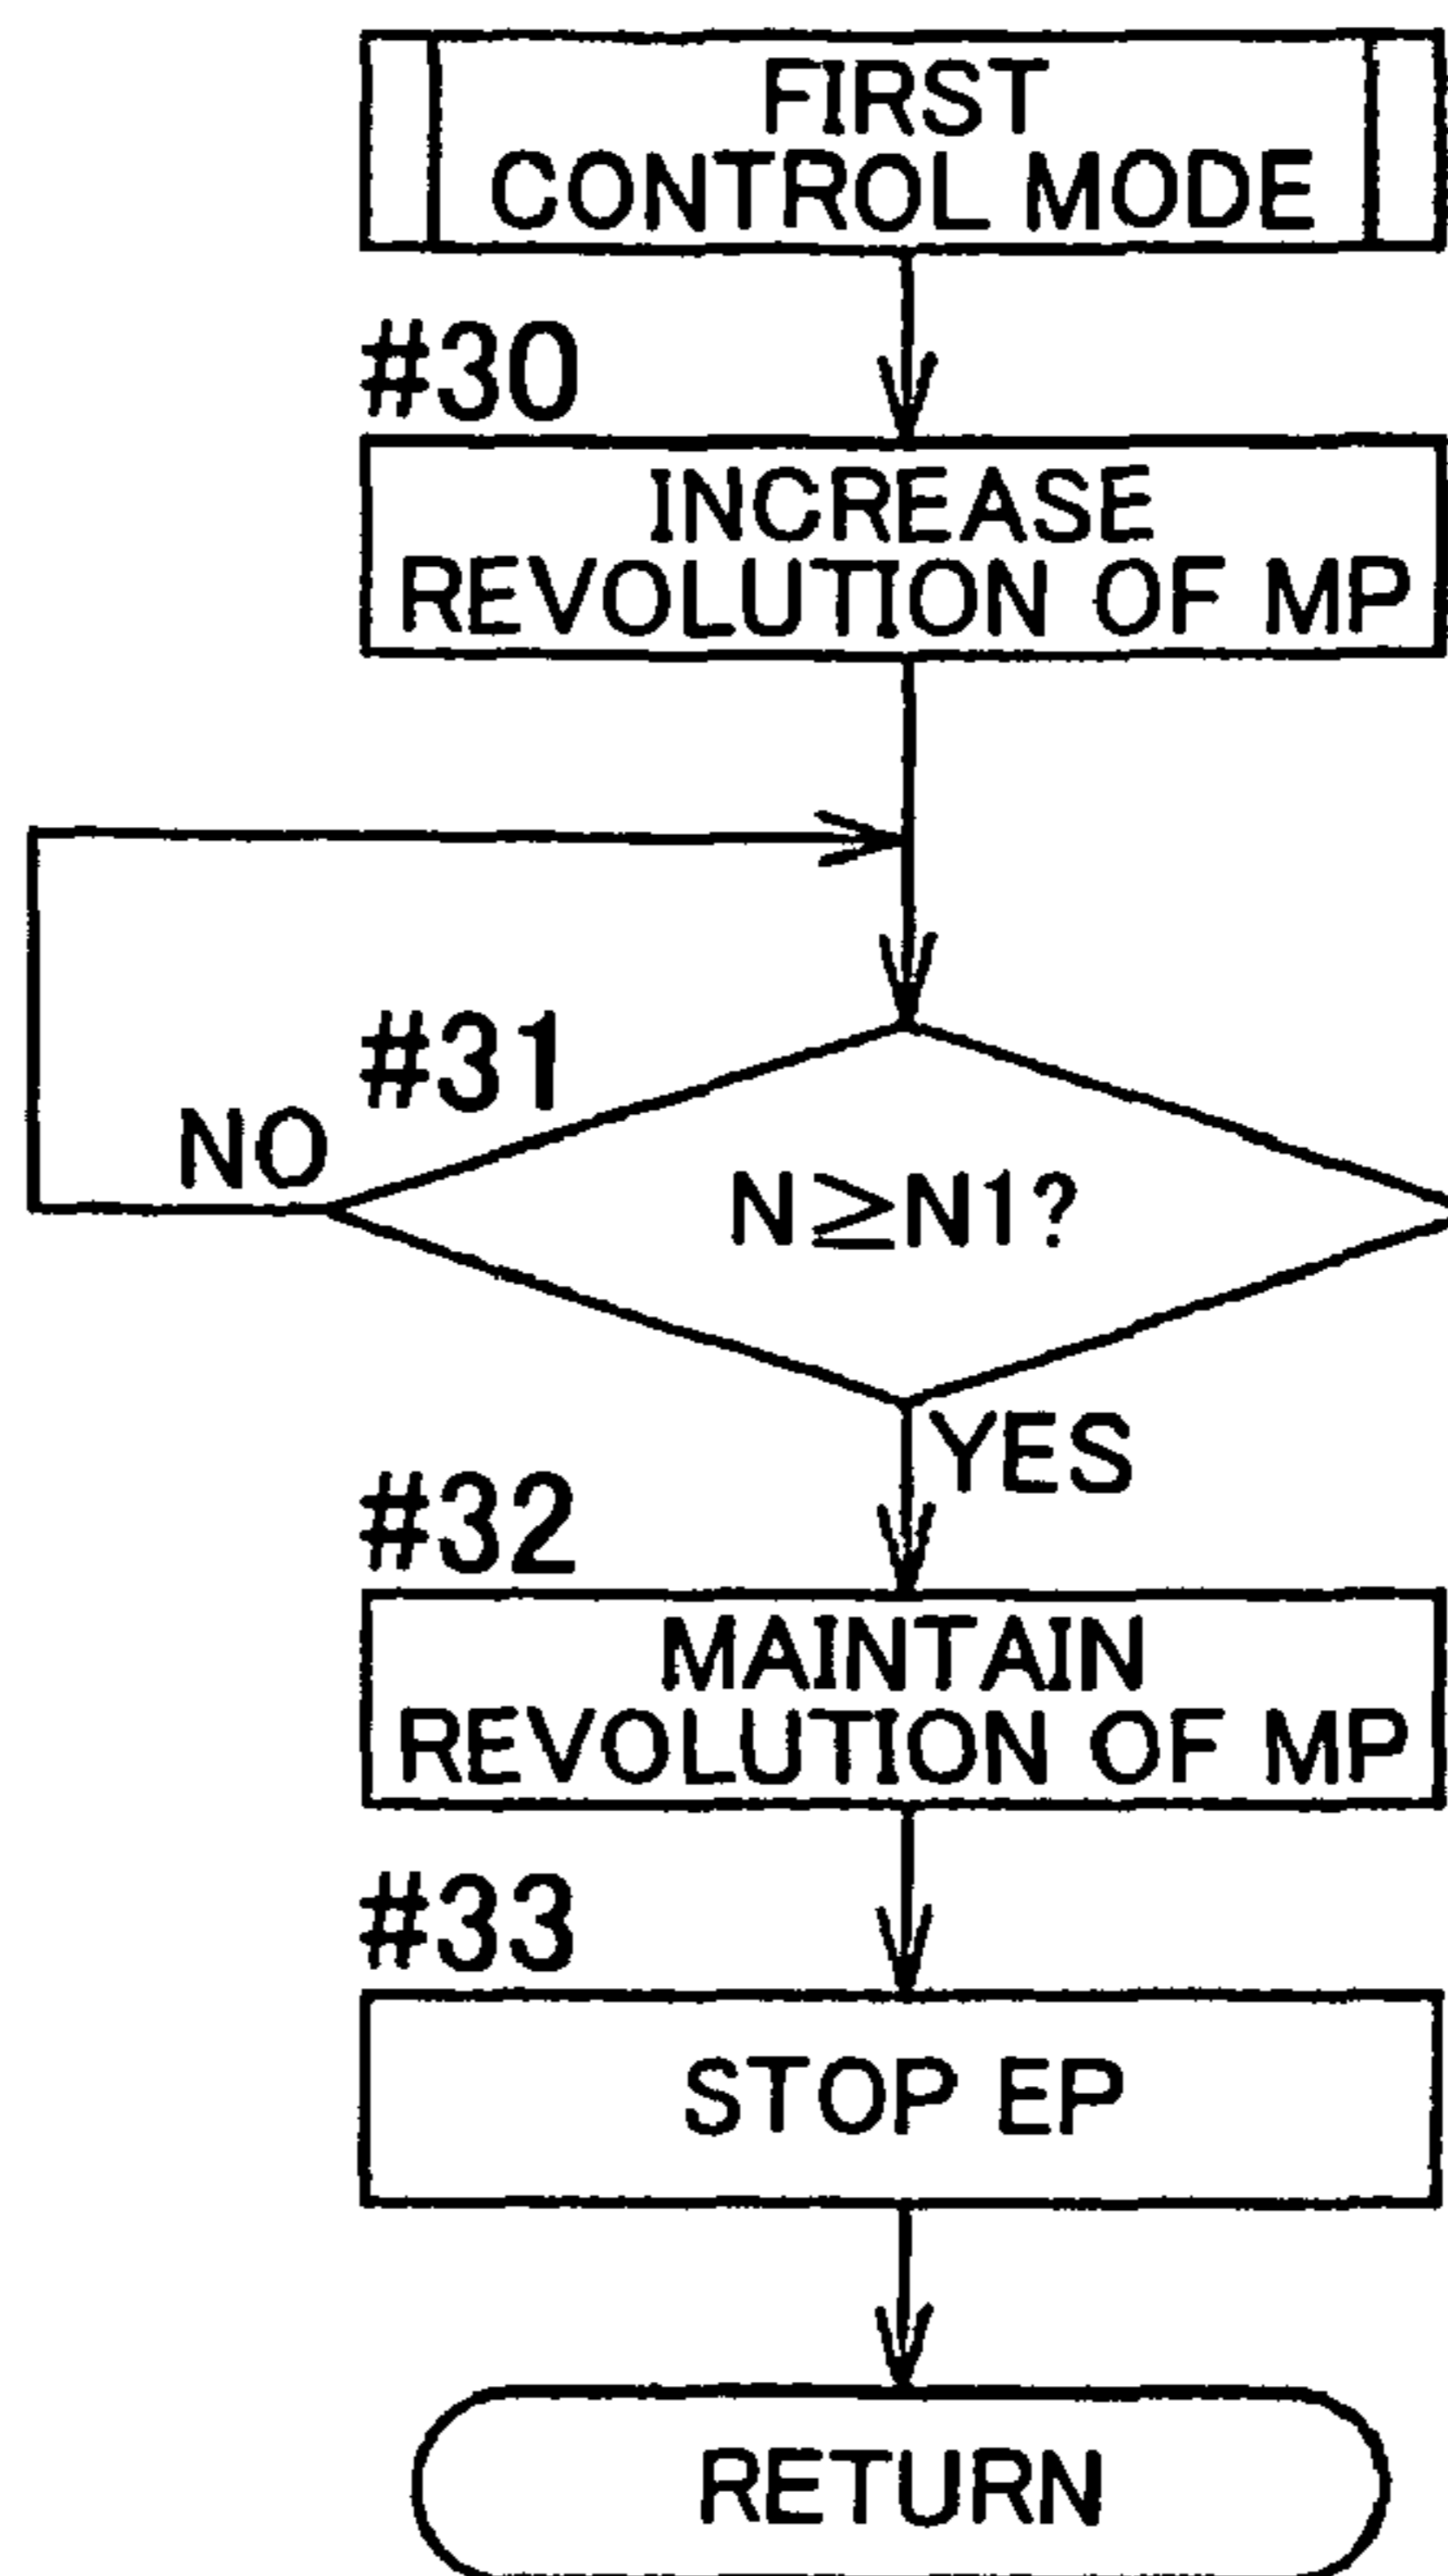 FIRST
CONTROL MODE
#30
INCREASE
REVOLUTION OF MP
#31
NO
N≧N1?
YES
#32
MAINTAIN
REVOLUTION OF MP
#33
STOP EP
RETURN